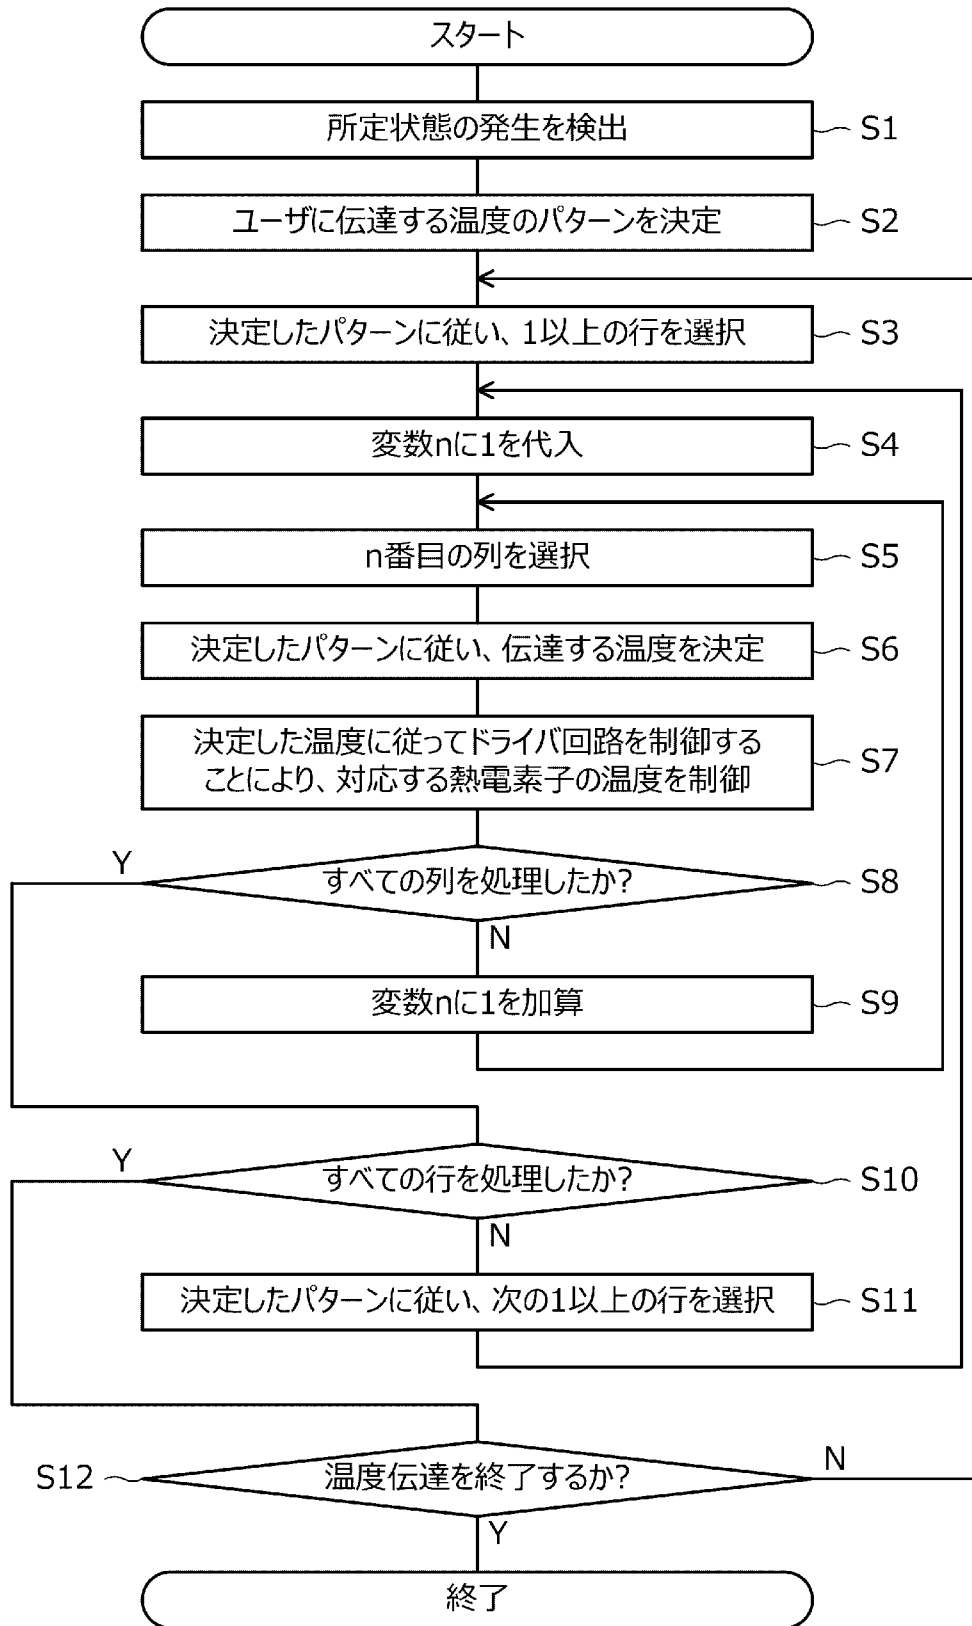 スタート
所定状態の発生を検出 S1
ユーザに伝達する温度のパターンを決定 S2
決定したパターンに従い、1以上の行を選択 S3
変数nに1を代入 S4
n番目の列を選択 S5
決定したパターンに従い、伝達する温度を決定 S6
決定した温度に従ってドライバ回路を制御する
ことにより、対応する熱電素子の温度を制御 S7
Y
すべての列を処理したか? S8
N
変数nに1を加算 S9
Y
すべての行を処理したか? S10
N
決定したパターンに従い、次の1以上の行を選択 S11
S12 温度伝達を終了するか? N
Y
終了